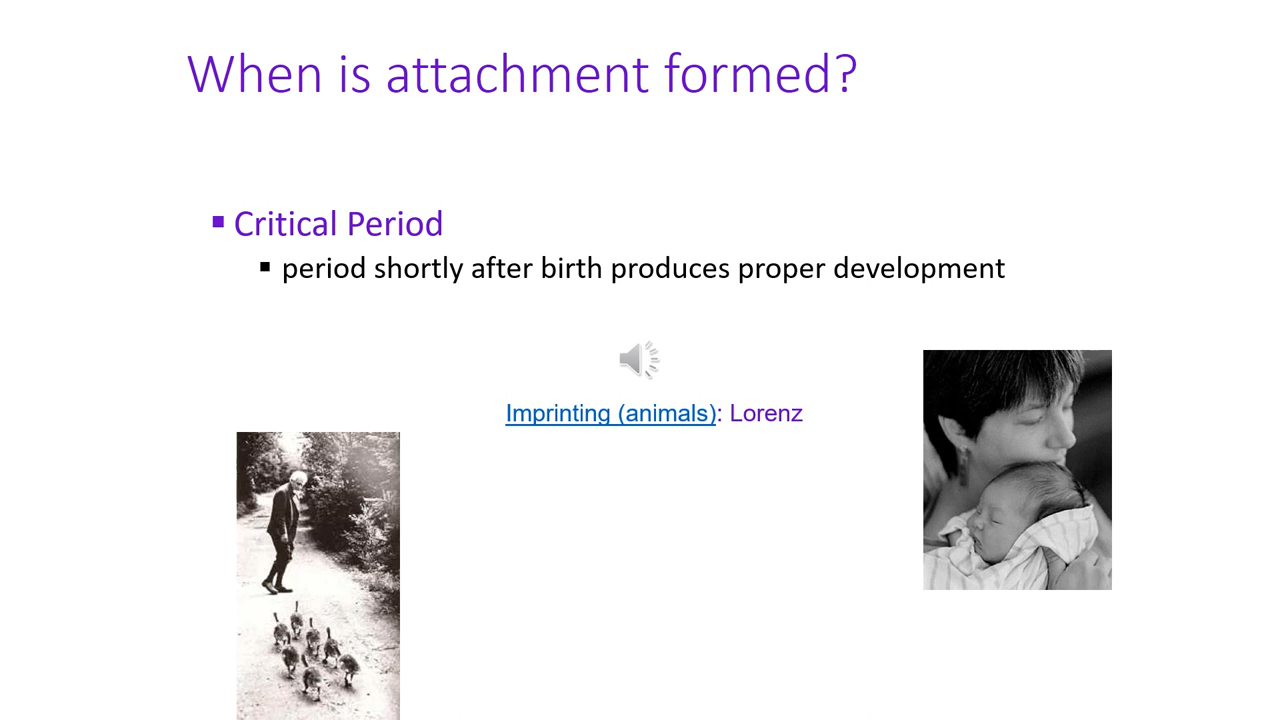 When is attachment formed?
Critical Period
period shortly after birth produces proper development
Imprinting (animals): Lorenz